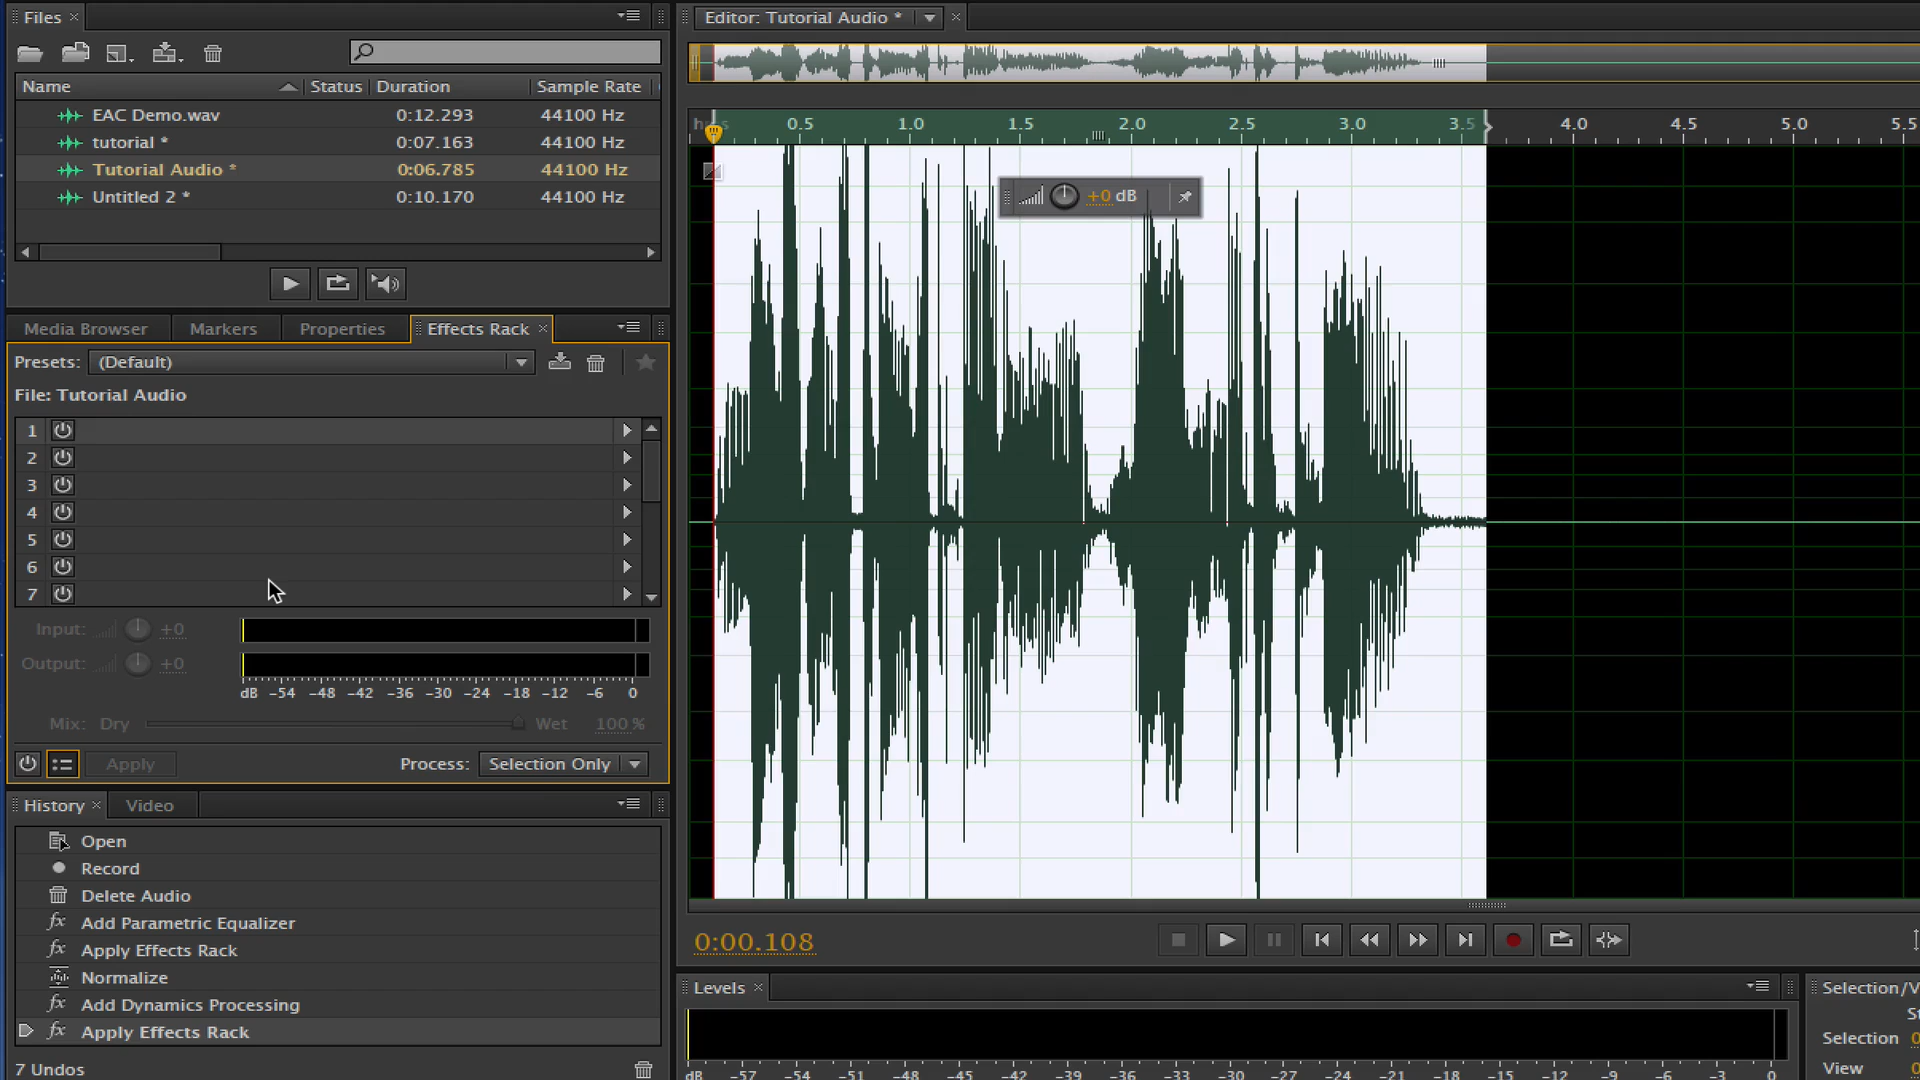 Files
Name Status Duration Sample Rate
EAC Demo.wav 0:12.293 44100 Hz
tutorial * 0:07.163 44100 Hz
Tutorial Audio * 0:06.785 44100 Hz
Untitled 2 * 0:10.170 44100 Hz
Media Browser Markers Properties Effects Rack
Presets: (Default)
File: Tutorial Audio
1
2
3
4
5
6
7
Input: +0
Output: +0
dB -54 -48 -42 -36 -30 -24 -18 -12 -6 0
Mix: Dry Wet 100 %
Apply Process: Selection Only
History Video
Open
Record
Delete Audio
fx Add Parametric Equalizer
fx Apply Effects Rack
Normalize
fx Add Dynamics Processing
fx Apply Effects Rack
7 Undos
Editor: Tutorial Audio *
0.5 1.0 1.5 2.0 2.5 3.0 3.5 4.0 4.5 5.0 5.5
+0 dB
0:00.108
Levels
dB -57 -54 -51 -48 -45 -42 -39 -36 -33 -30 -27 -24 -21 -18 -15 -12 -9 -6 -3 0
Selection/V
Selection
View